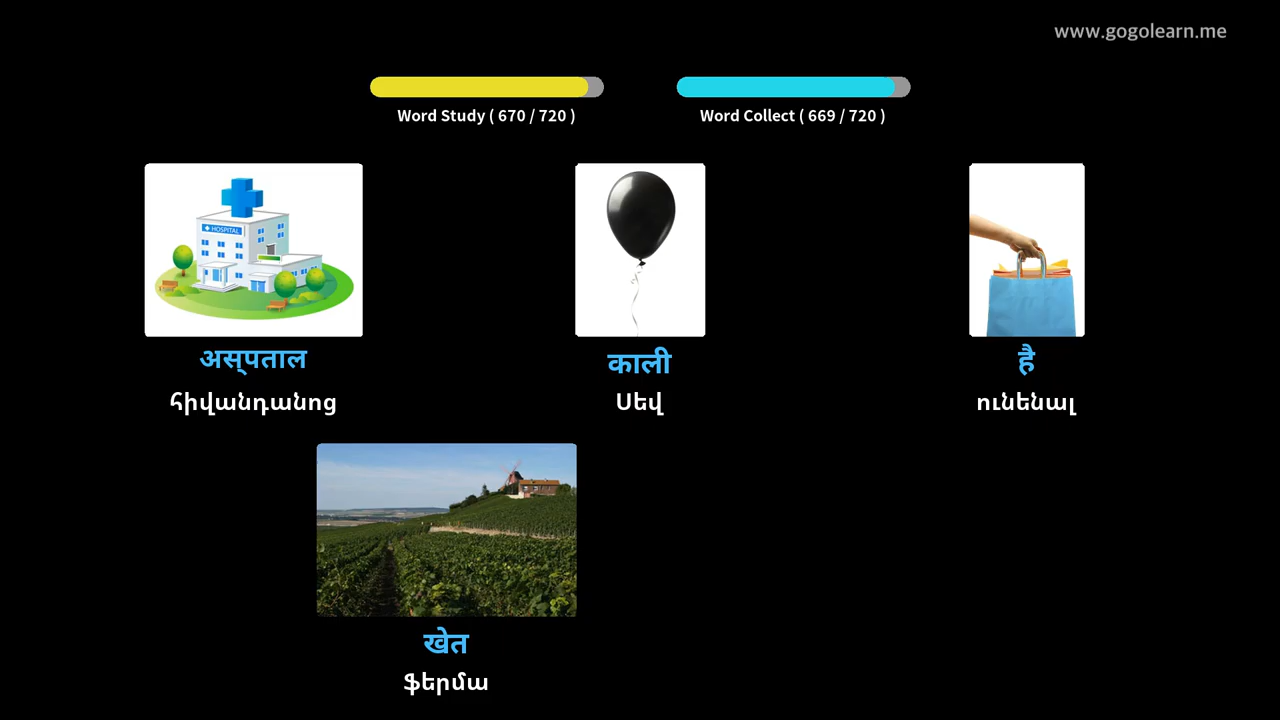 www.gogolearn.me
Word Study ( 670 / 720 )
Word Collect ( 669 / 720 )
HOSPITAL
अस्पताल
काली
है
հիվանդանոց
Սեվ
ունենալ
खेत
ֆերմա